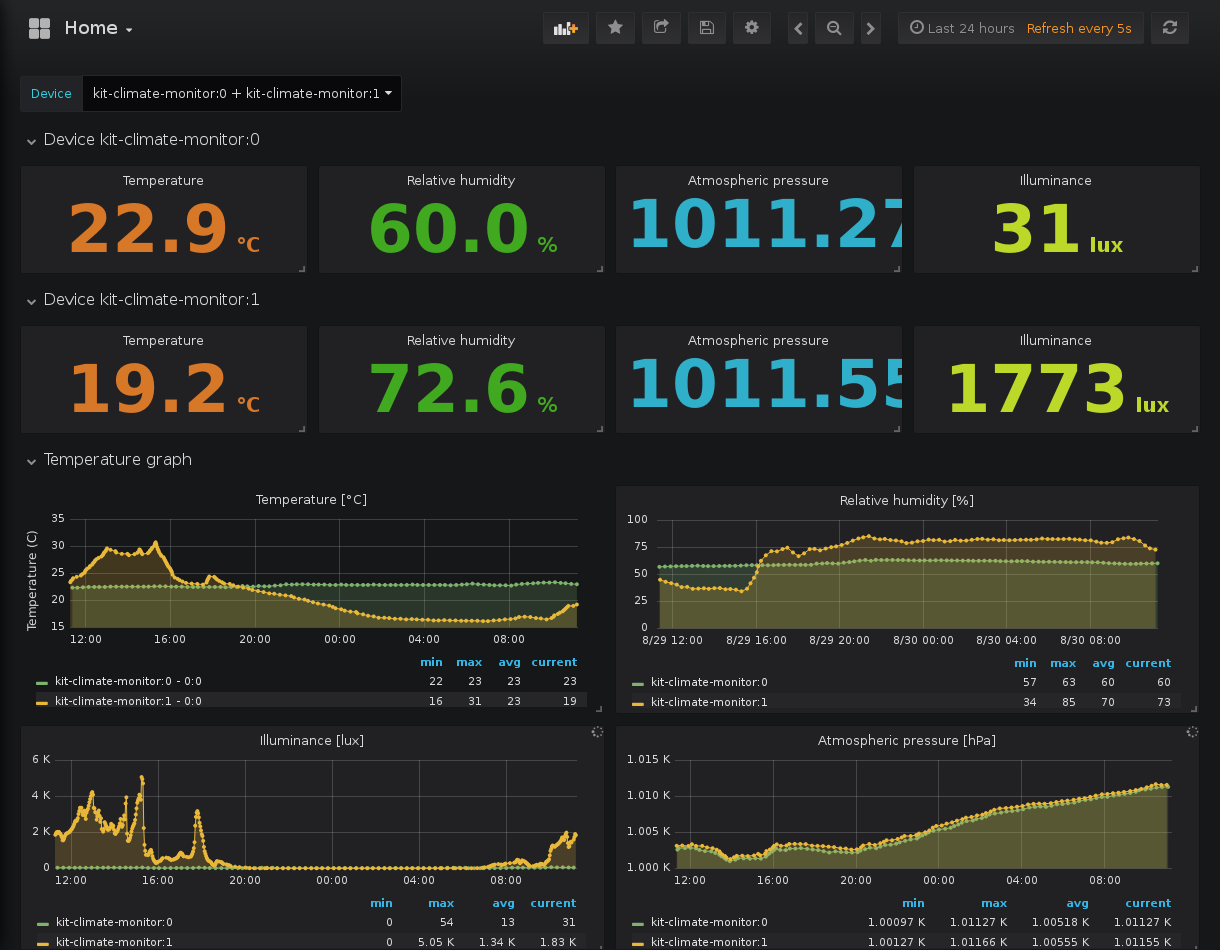 Home
Last 24 hours Refresh every 5s
Device kit-climate-monitor:0 + kit-climate-monitor:1
Device kit-climate-monitor:0
Temperature Relative humidity Atmospheric pressure Illuminance
22.9 °C 60.0 % 1011.27 31 lux
Device kit-climate-monitor:1
Temperature Relative humidity Atmospheric pressure Illuminance
19.2 °C 72.6 % 1011.55 1773 lux
Temperature graph
Temperature [°C]
Temperature (C)
35
30
25
20
15
12:00 16:00 20:00 00:00 04:00 08:00
min max avg current
kit-climate-monitor:0 - 0:0 22 23 23 23
kit-climate-monitor:1 - 0:0 16 31 23 19
Relative humidity [%]
100
75
50
25
0
8/29 12:00 8/29 16:00 8/29 20:00 8/30 00:00 8/30 04:00 8/30 08:00
min max avg current
kit-climate-monitor:0 57 63 60 60
kit-climate-monitor:1 34 85 70 73
Illuminance [lux]
6 K
4 K
2 K
0
12:00 16:00 20:00 00:00 04:00 08:00
min max avg current
kit-climate-monitor:0 0 54 13 31
kit-climate-monitor:1 0 5.05 K 1.34 K 1.83 K
Atmospheric pressure [hPa]
1.015 K
1.010 K
1.005 K
1.000 K
12:00 16:00 20:00 00:00 04:00 08:00
min max avg current
kit-climate-monitor:0 1.00097 K 1.01127 K 1.00518 K 1.01127 K
kit-climate-monitor:1 1.00127 K 1.01166 K 1.00555 K 1.01155 K